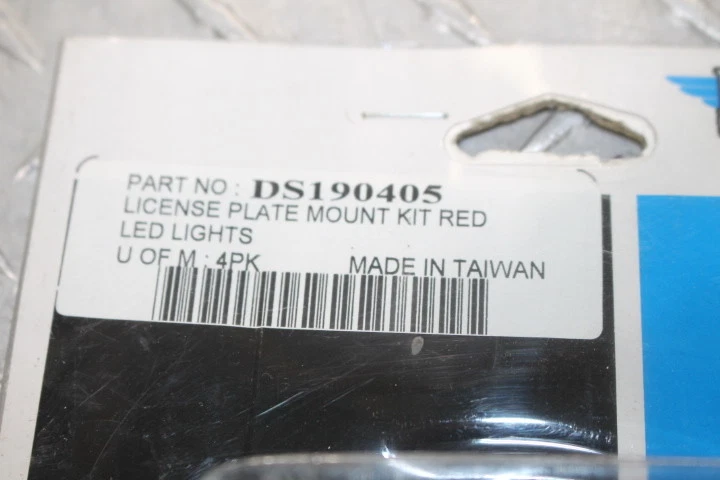 PART NO : DS190405
LICENSE PLATE MOUNT KIT RED
LED LIGHTS
U OF M : 4PK MADE IN TAIWAN